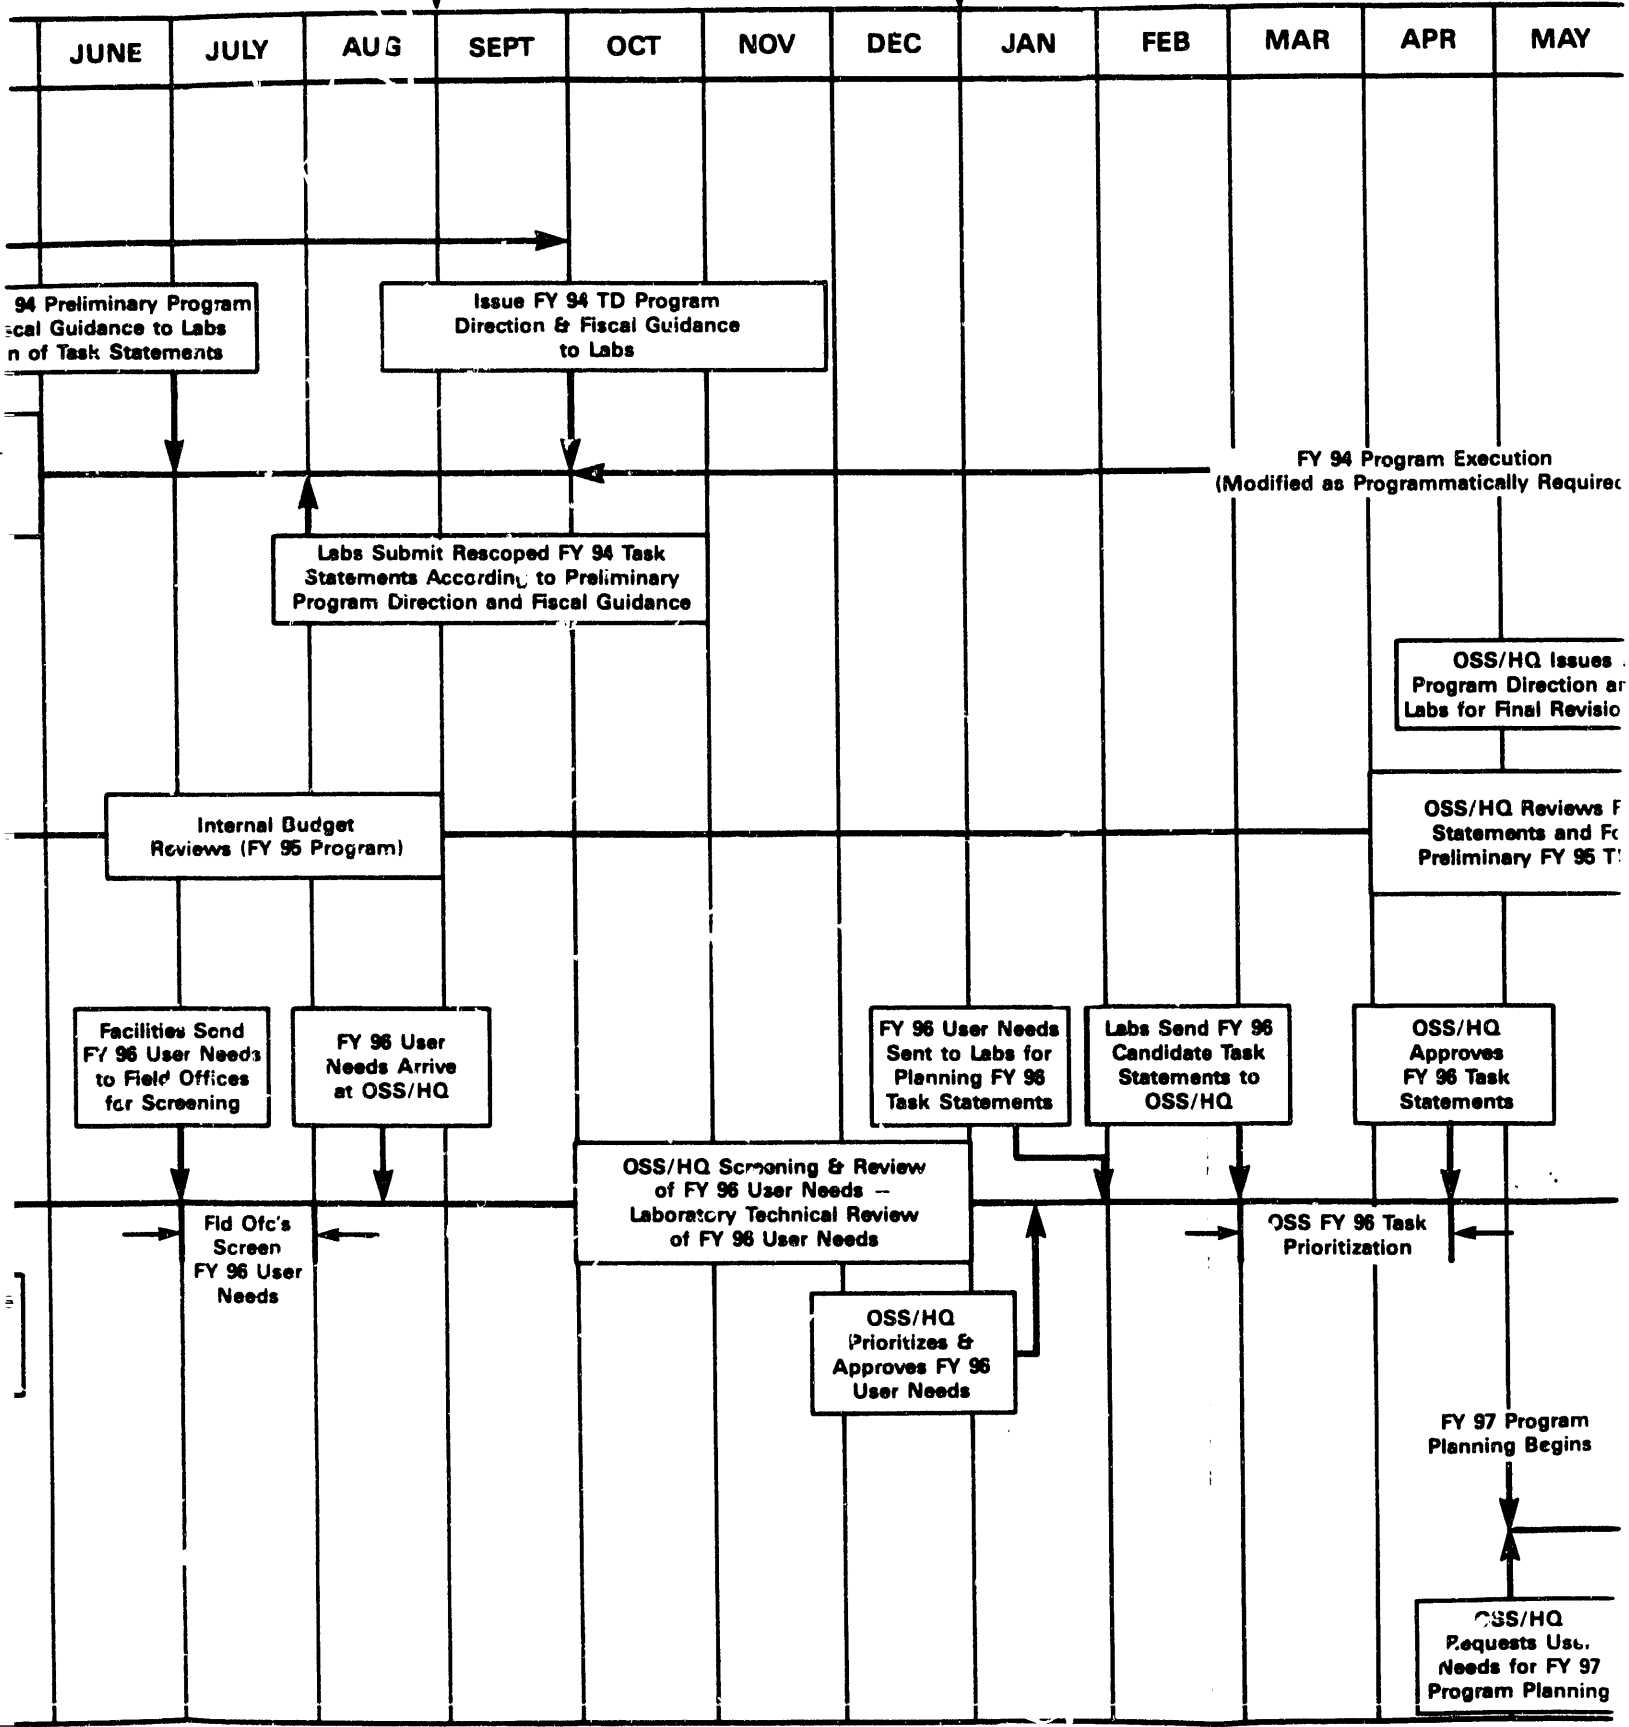 JUNE JULY AUG SEPT OCT NOV DEC JAN FEB MAR APR MAY
94 Preliminary Program
cal Guidance to Labs
n of Task Statements
Issue FY 94 TD Program
Direction & Fiscal Guidance
to Labs
FY 94 Program Execution
(Modified as Programmatically Required
Labs Submit Rescoped FY 94 Task
Statements According to Preliminary
Program Direction and Fiscal Guidance
OSS/HQ Issues
Program Direction an
Labs for Final Revisio
Internal Budget
Reviews (FY 95 Program)
OSS/HQ Reviews F
Statements and Fo
Preliminary FY 95 T
Facilities Send
FY 96 User Needs
to Field Offices
for Screening
FY 96 User
Needs Arrive
at OSS/HQ
FY 96 User Needs
Sent to Labs for
Planning FY 96
Task Statements
Labs Send FY 96
Candidate Task
Statements to
OSS/HQ
OSS/HQ
Approves
FY 96 Task
Statements
OSS/HQ Screening & Review
of FY 96 User Needs –
Laboratory Technical Review
of FY 96 User Needs
Fld Ofc's
Screen
FY 96 User
Needs
OSS FY 96 Task
Prioritization
OSS/HQ
Prioritizes &
Approves FY 96
User Needs
FY 97 Program
Planning Begins
OSS/HQ
Requests User
Needs for FY 97
Program Planning